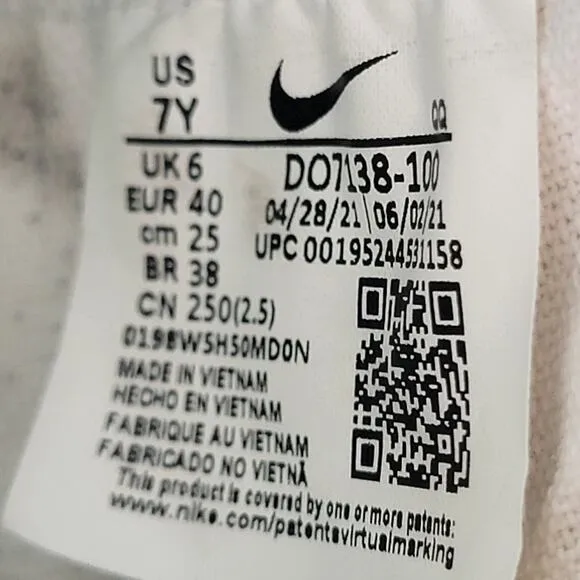 US
7Y
QQ
UK 6
EUR 40
cm 25
BR 38
CN 250(2.5)
DO7138-100
04/28/21\06/02/21
UPC 00195244531158
0198W5H50MD0N
MADE IN VIETNAM
HECHO EN VIETNAM
FABRIQUE AU VIETNAM
FABRICADO NO VIETNÃ
This product is covered by one or more patents:
www.nike.com/patentsvirtualmarking